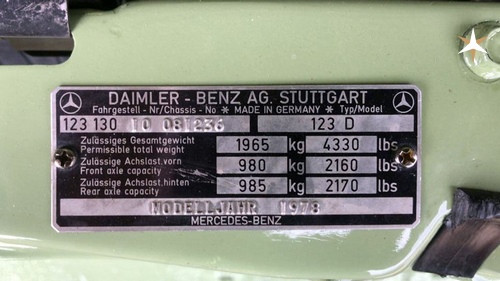 DAIMLER - BENZ AG. STUTTGART
Fahrgestell - Nr/Chassis - No * MADE IN GERMANY * Typ/Model
123 130 10 081236 123 D
Zulässiges Gesamtgewicht
Permissible total weight 1965 kg 4330 lbs
Zulässige Achslast, vorn
Front axle capacity 980 kg 2160 lbs
Zulässige Achslast, hinten
Rear axle capacity 985 kg 2170 lbs
MODELLJAHR 1978
MERCEDES-BENZ